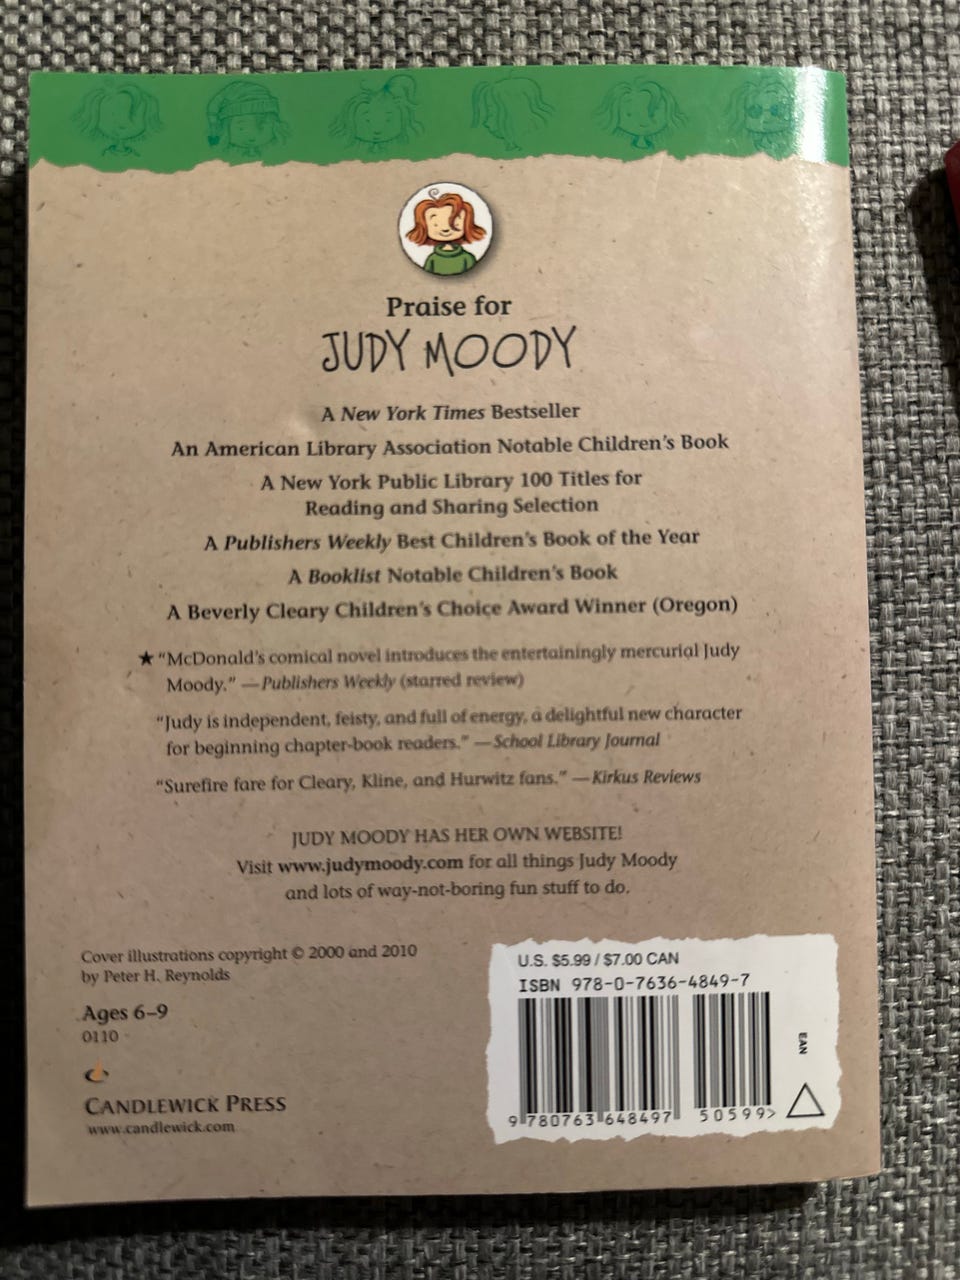 Praise for
JUDY MOODY
A New York Times Bestseller
An American Library Association Notable Children's Book
A New York Public Library 100 Titles for
Reading and Sharing Selection
A Publishers Weekly Best Children's Book of the Year
A Booklist Notable Children's Book
A Beverly Cleary Children's Choice Award Winner (Oregon)
★ “McDonald's comical novel introduces the entertainingly mercurial Judy
Moody.” —Publishers Weekly (starred review)
“Judy is independent, feisty, and full of energy, a delightful new character
for beginning chapter-book readers.” —School Library Journal
“Surefire fare for Cleary, Kline, and Hurwitz fans.” —Kirkus Reviews
JUDY MOODY HAS HER OWN WEBSITE!
Visit www.judymoody.com for all things Judy Moody
and lots of way-not-boring fun stuff to do.
Cover illustrations copyright © 2000 and 2010
by Peter H. Reynolds
Ages 6–9
0110
CANDLEWICK PRESS
www.candlewick.com
U.S. $5.99 / $7.00 CAN
ISBN 978-0-7636-4849-7
EAN
9 780763 648497 50599>